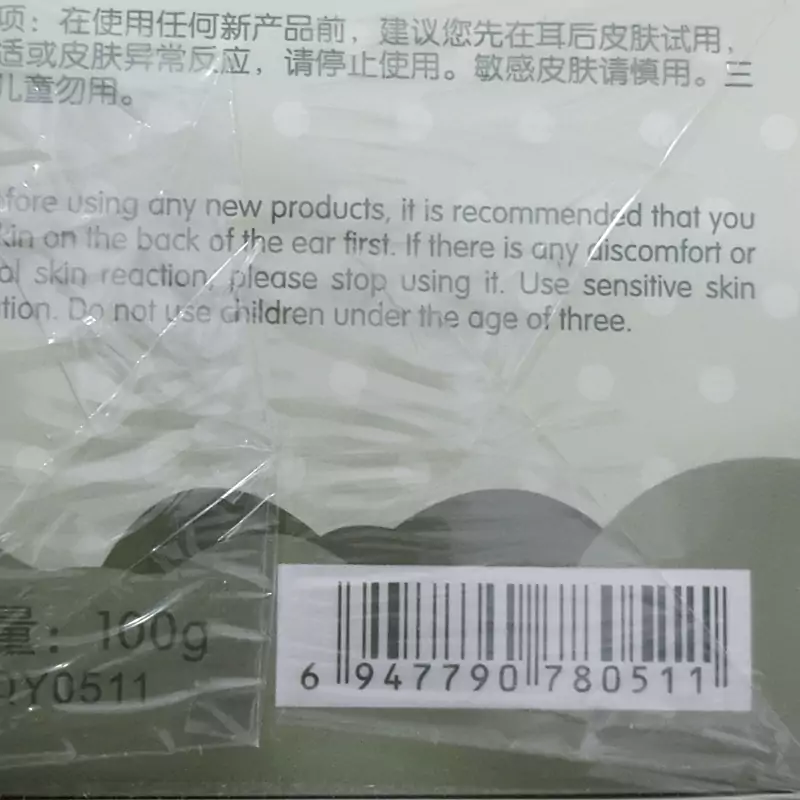 项：在使用任何新产品前，建议您先在耳后皮肤试用，
适或皮肤异常反应，请停止使用。敏感皮肤请慎用。三
儿童勿用。
efore using any new products, it is recommended that you
kin on the back of the ear first. If there is any discomfort or
al skin reaction, please stop using it. Use sensitive skin
tion. Do not use children under the age of three.
量：100g
QY0511
6 947790 780511